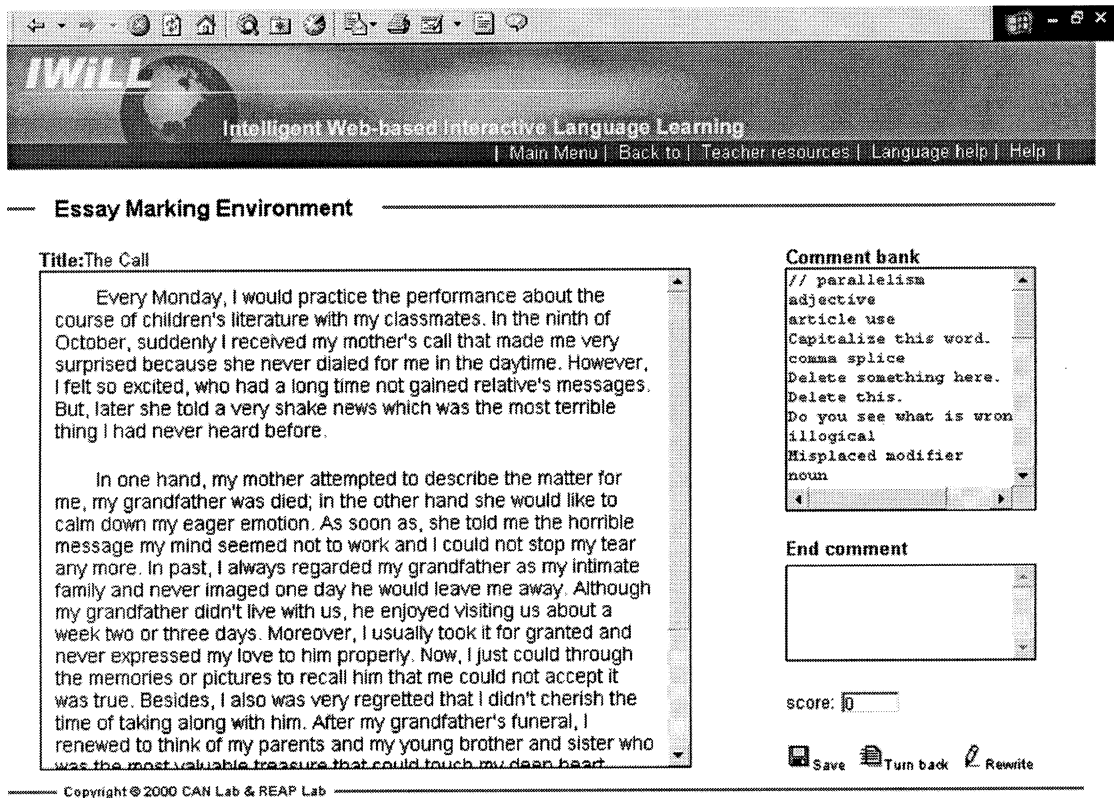 IWiLL
Intelligent Web-based Interactive Language Learning
| Main Menu | Back to | Teacher resources | Language help | Help |
Essay Marking Environment
Title:The Call
Every Monday, I would practice the performance about the
course of children's literature with my classmates. In the ninth of
October, suddenly I received my mother's call that made me very
surprised because she never dialed for me in the daytime. However,
I felt so excited, who had a long time not gained relative's messages.
But, later she told a very shake news which was the most terrible
thing I had never heard before.
In one hand, my mother attempted to describe the matter for
me, my grandfather was died; in the other hand she would like to
calm down my eager emotion. As soon as, she told me the horrible
message my mind seemed not to work and I could not stop my tear
any more. In past, I always regarded my grandfather as my intimate
family and never imaged one day he would leave me away. Although
my grandfather didn't live with us, he enjoyed visiting us about a
week two or three days. Moreover, I usually took it for granted and
never expressed my love to him properly. Now, I just could through
the memories or pictures to recall him that me could not accept it
was true. Besides, I also was very regretted that I didn't cherish the
time of taking along with him. After my grandfather's funeral, I
renewed to think of my parents and my young brother and sister who
was the most valuable treasure that could touch my deep heart
Comment bank
// parallelism
adjective
article use
Capitalize this word.
comma splice
Delete something here.
Delete this.
Do you see what is wron
illogical
Misplaced modifier
noun
End comment
score: 0
Save Turn back Rewrite
Copyright © 2000 CAN Lab & REAP Lab